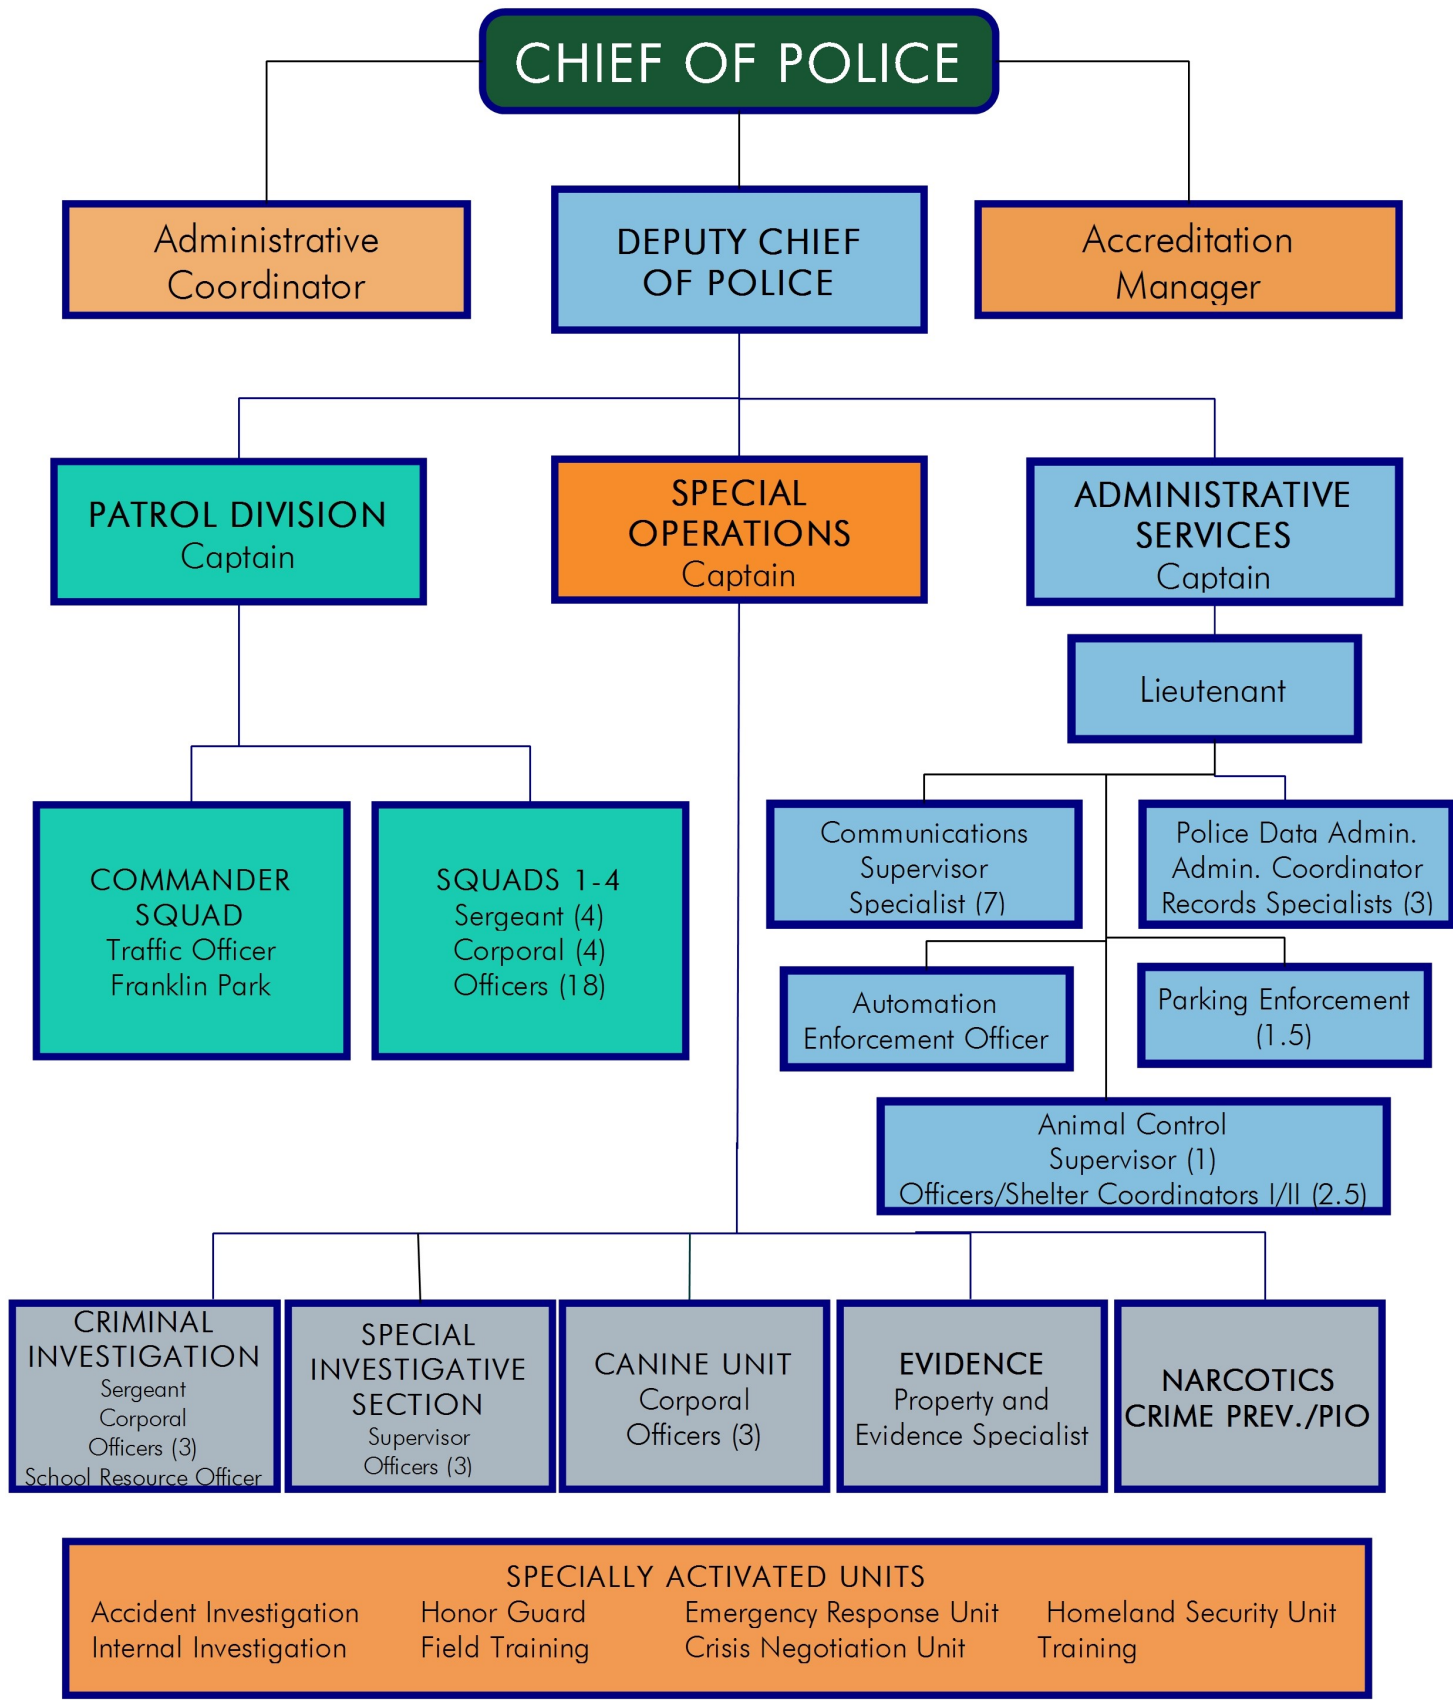 CHIEF OF POLICE
Administrative
Coordinator
DEPUTY CHIEF
OF POLICE
Accreditation
Manager
PATROL DIVISION
Captain
SPECIAL
OPERATIONS
Captain
ADMINISTRATIVE
SERVICES
Captain
Lieutenant
COMMANDER
SQUAD
Traffic Officer
Franklin Park
SQUADS 1-4
Sergeant (4)
Corporal (4)
Officers (18)
Communications
Supervisor
Specialist (7)
Police Data Admin.
Admin. Coordinator
Records Specialists (3)
Automation
Enforcement Officer
Parking Enforcement
(1.5)
Animal Control
Supervisor (1)
Officers/Shelter Coordinators I/II (2.5)
CRIMINAL
INVESTIGATION
Sergeant
Corporal
Officers (3)
School Resource Officer
SPECIAL
INVESTIGATIVE
SECTION
Supervisor
Officers (3)
CANINE UNIT
Corporal
Officers (3)
EVIDENCE
Property and
Evidence Specialist
NARCOTICS
CRIME PREV./PIO
SPECIALLY ACTIVATED UNITS
Accident Investigation Honor Guard Emergency Response Unit Homeland Security Unit
Internal Investigation Field Training Crisis Negotiation Unit Training